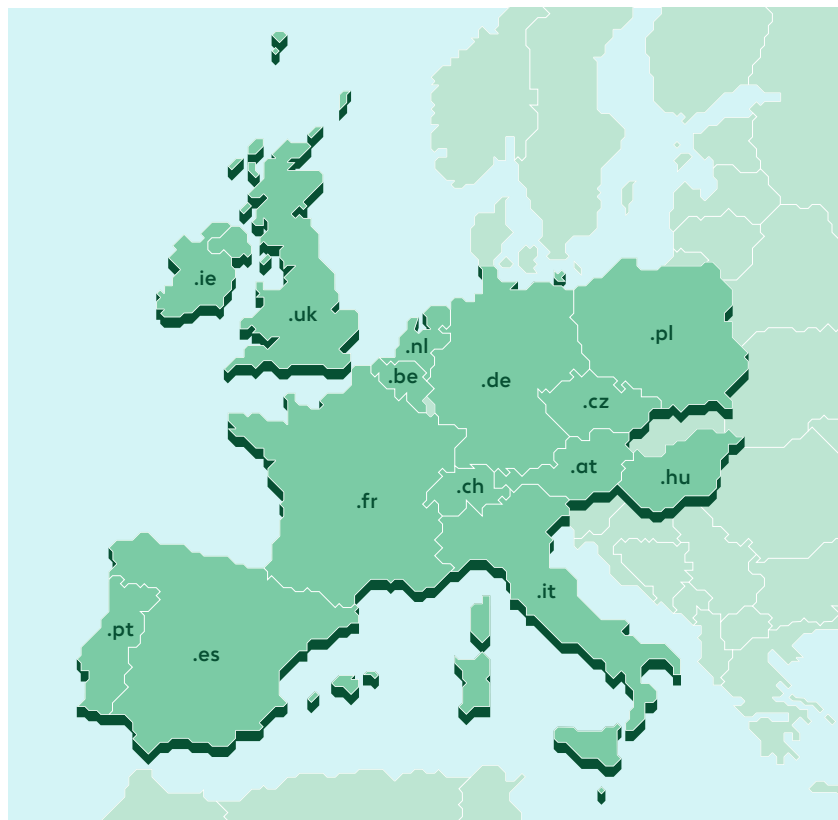 .ie
.uk
.pl
.nl
.be
.de
.cz
.at
.hu
.ch
.fr
.it
.pt
.es